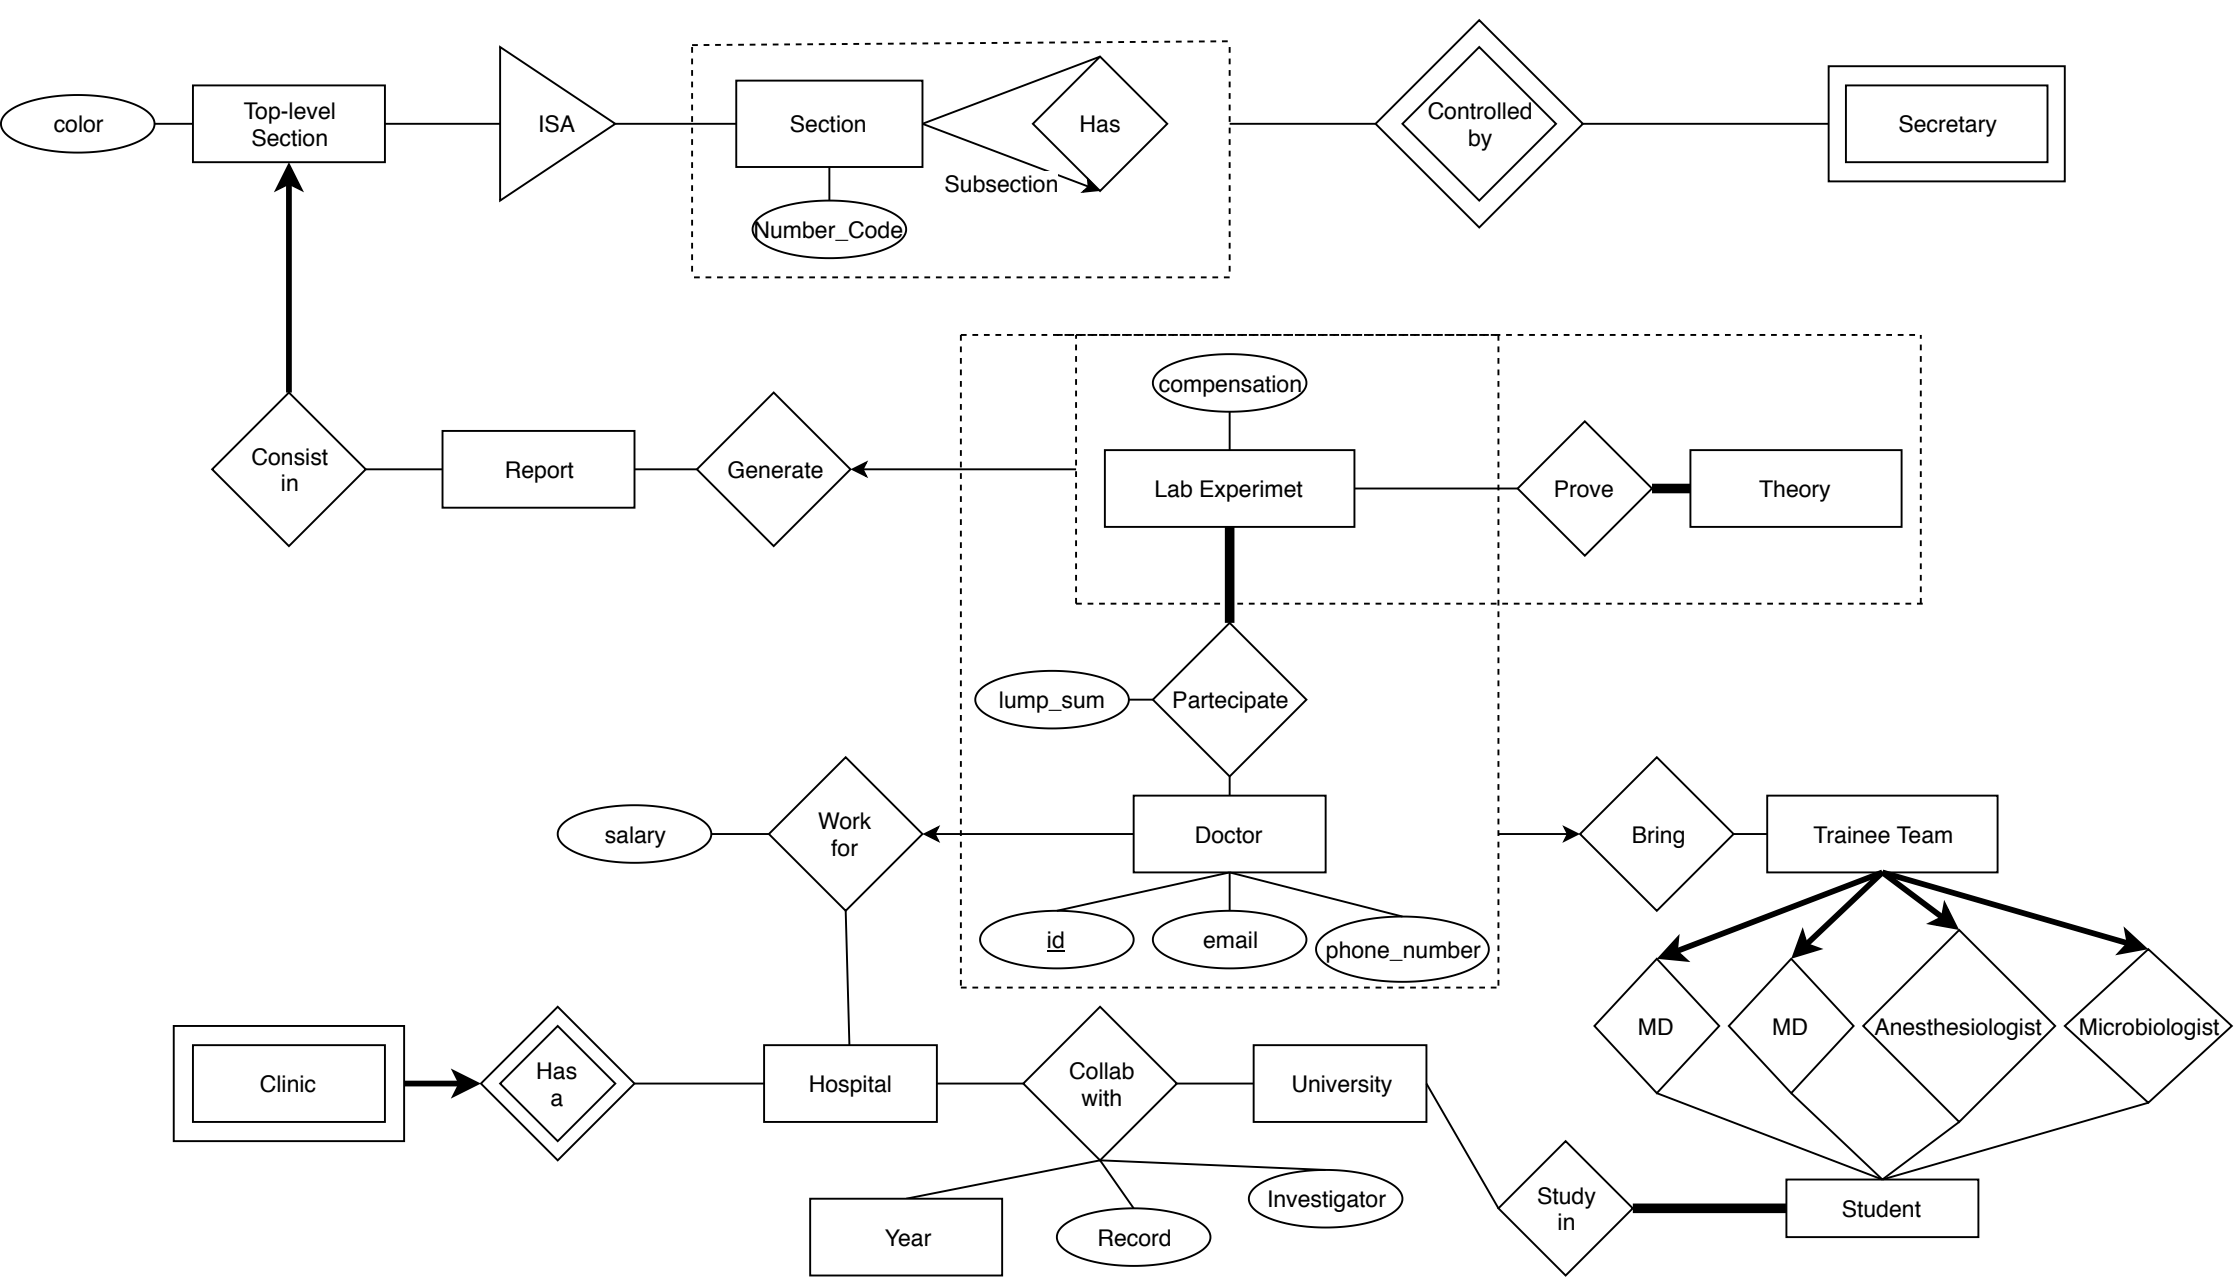 color
Top-level
Section
ISA
Section
Has
Subsection
Number_Code
Controlled
by
Secretary
compensation
Consist
in
Report
Generate
Lab Experimet
Prove
Theory
lump_sum
Partecipate
salary
Work
for
Doctor
Bring
Trainee Team
id
email
phone_number
MD
MD
Anesthesiologist
Microbiologist
Clinic
Has
a
Hospital
Collab
with
University
Year
Record
Investigator
Study
in
Student